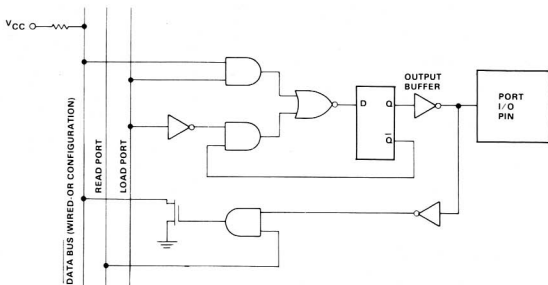 VCC
DATA BUS (WIRED-OR CONFIGURATION)
READ PORT
LOAD PORT
D
Q
Q̅
OUTPUT
BUFFER
PORT
I/O
PIN